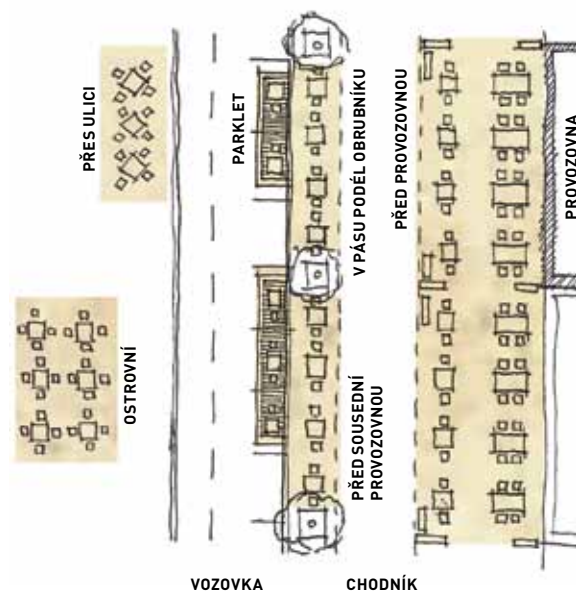 PŘES ULICI
OSTROVNÍ
PARKLET
V PÁSU PODÉL OBRUBNÍKU
PŘED SOUSEDNÍ
PROVOZOVNOU
PŘED PROVOZOVNOU
PROVOZOVNA
VOZOVKA
CHODNÍK